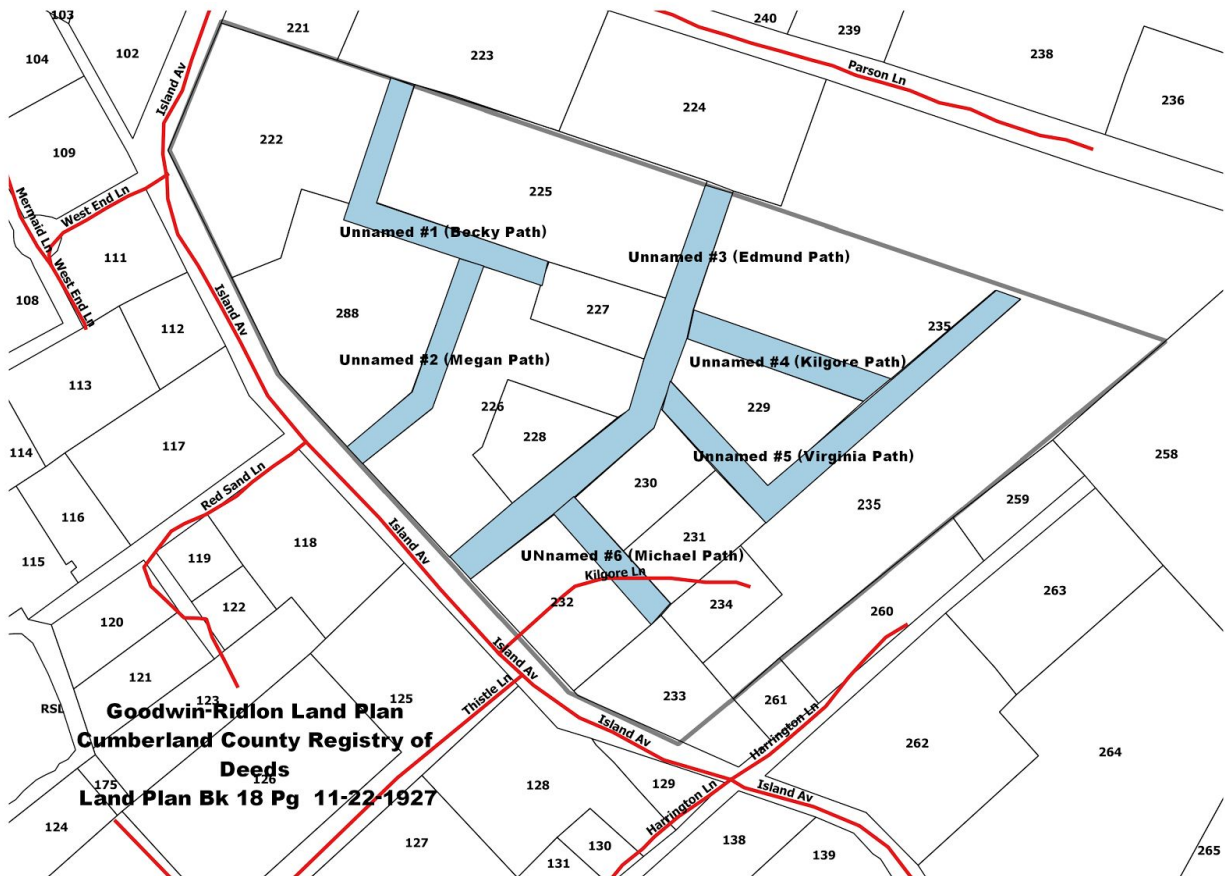 103
221
240
239
238
104
102
223
Parson Ln
236
224
Island Av
222
109
225
Mermaid Ln
West End Ln
Unnamed #1 (Becky Path)
Unnamed #3 (Edmund Path)
111
West End Ln
108
Island Av
288
227
235
112
Unnamed #2 (Megan Path)
Unnamed #4 (Kilgore Path)
113
226
229
228
117
114
Unnamed #5 (Virginia Path)
258
Red Sand Ln
230
235
259
116
Island Av
231
118
119
115
UNnamed #6 (Michael Path)
Kilgore Ln
122
232
234
263
120
260
Island Av
121
123
125
Thistle Ln
233
261
RSL
Goodwin-Ridlon Land Plan
Cumberland County Registry of
Deeds
Land Plan Bk 18 Pg 11-22-1927
Island Av
Harrington Ln
262
264
175
126
128
129
Island Av
Harrington Ln
124
127
130
131
138
139
265